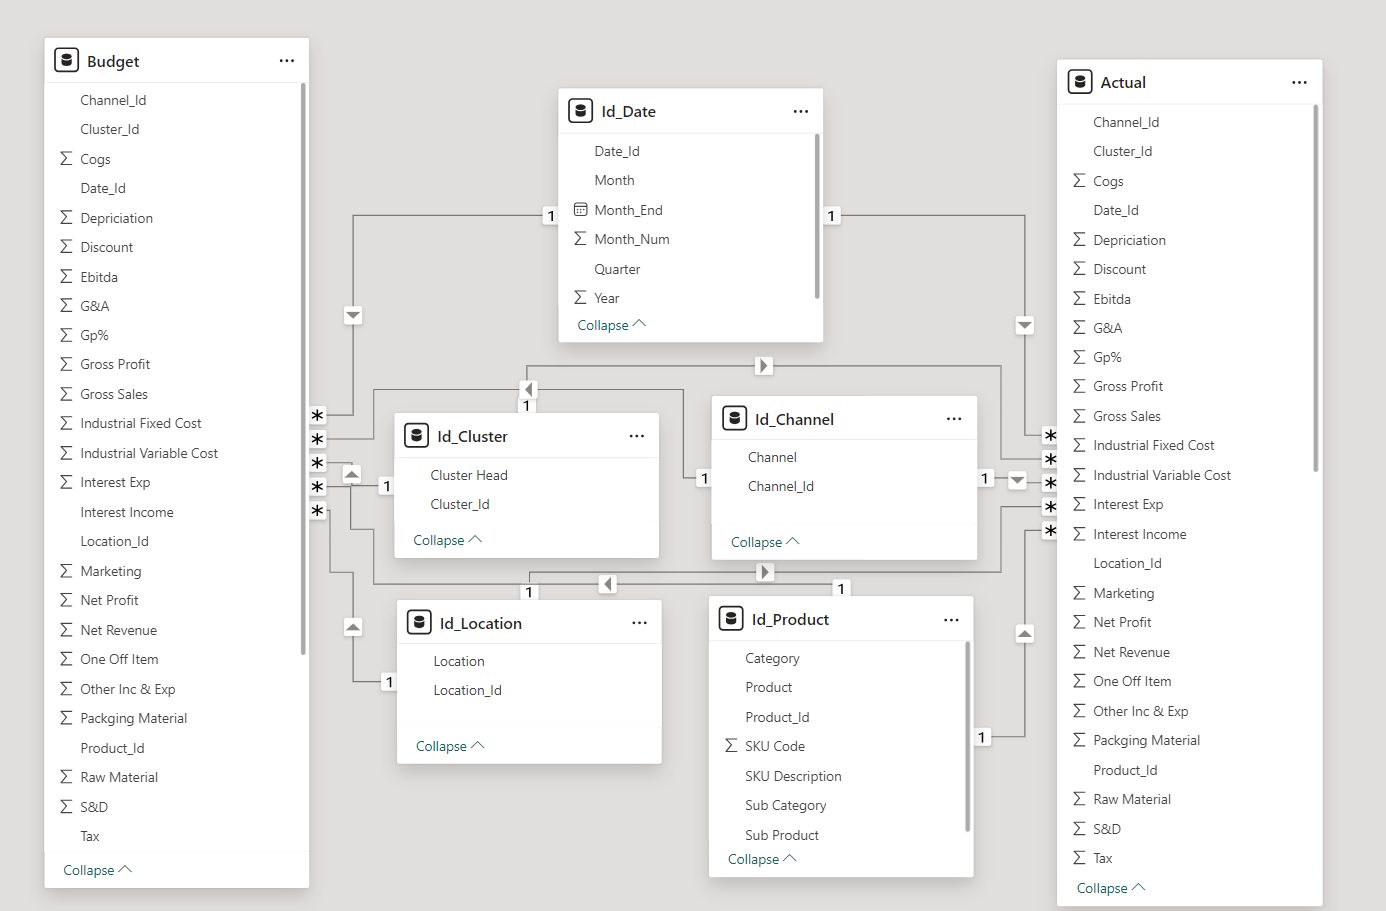 Budget
Channel_Id
Cluster_Id
Cogs
Date_Id
Depriciation
Discount
Ebitda
G&A
Gp%
Gross Profit
Gross Sales
Industrial Fixed Cost
Industrial Variable Cost
Interest Exp
Interest Income
Location_Id
Marketing
Net Profit
Net Revenue
One Off Item
Other Inc & Exp
Packging Material
Product_Id
Raw Material
S&D
Tax
Collapse
Id_Date
Date_Id
Month
Month_End
Month_Num
Quarter
Year
Collapse
1
1
Id_Cluster
Cluster Head
Cluster_Id
Collapse
1
1
Id_Channel
Channel
Channel_Id
Collapse
1
1
Id_Location
Location
Location_Id
Collapse
1
1
Id_Product
Category
Product
Product_Id
SKU Code
SKU Description
Sub Category
Sub Product
Collapse
1
1
Actual
Channel_Id
Cluster_Id
Cogs
Date_Id
Depriciation
Discount
Ebitda
G&A
Gp%
Gross Profit
Gross Sales
Industrial Fixed Cost
Industrial Variable Cost
Interest Exp
Interest Income
Location_Id
Marketing
Net Profit
Net Revenue
One Off Item
Other Inc & Exp
Packging Material
Product_Id
Raw Material
S&D
Tax
Collapse